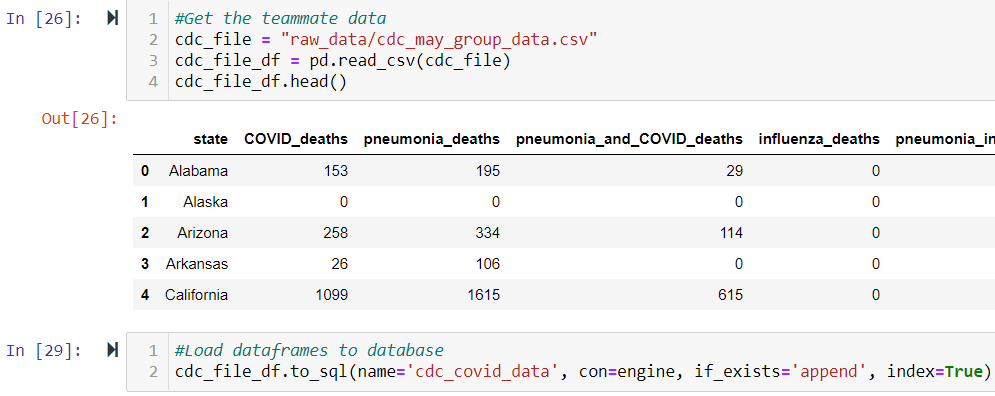 In [26]:
1 #Get the teammate data
2 cdc_file = "raw_data/cdc_may_group_data.csv"
3 cdc_file_df = pd.read_csv(cdc_file)
4 cdc_file_df.head()
Out[26]:
state COVID_deaths pneumonia_deaths pneumonia_and_COVID_deaths influenza_deaths pneumonia_in
0 Alabama 153 195 29 0
1 Alaska 0 0 0 0
2 Arizona 258 334 114 0
3 Arkansas 26 106 0 0
4 California 1099 1615 615 0
In [29]:
1 #Load dataframes to database
2 cdc_file_df.to_sql(name='cdc_covid_data', con=engine, if_exists='append', index=True)